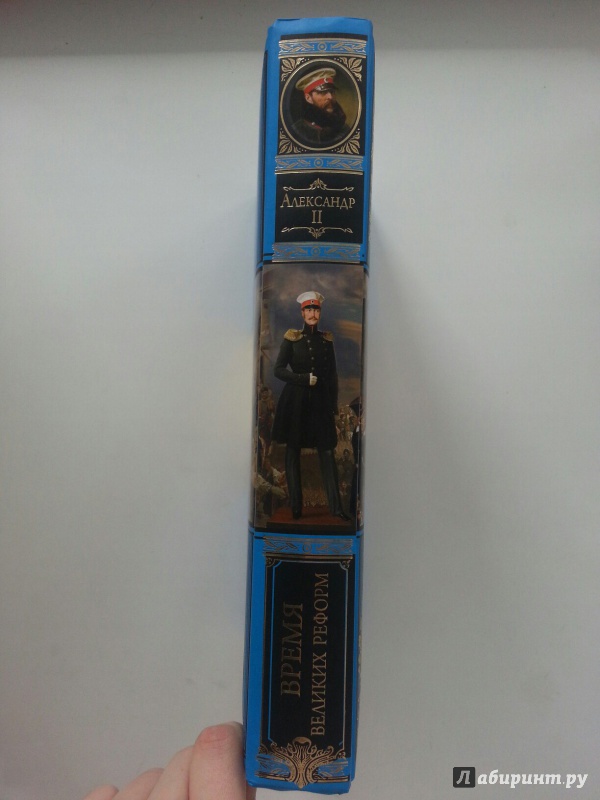 Александр
II
ВРЕМЯ
ВЕЛИКИХ РЕФОРМ
Лабиринт.ру